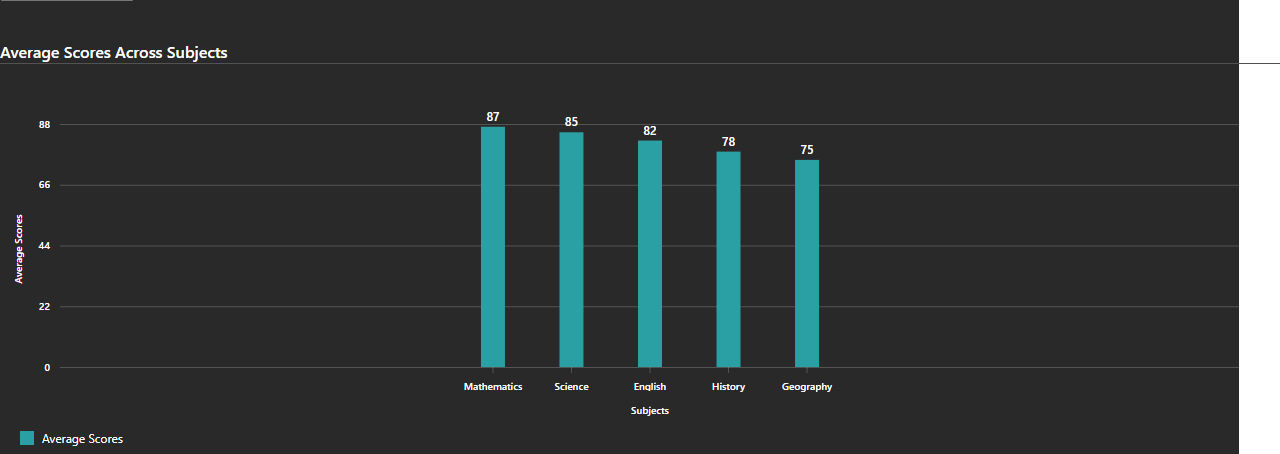 Average Scores Across Subjects
87
85
82
78
75
88
66
44
22
0
Average Scores
Mathematics Science English History Geography
Subjects
Average Scores